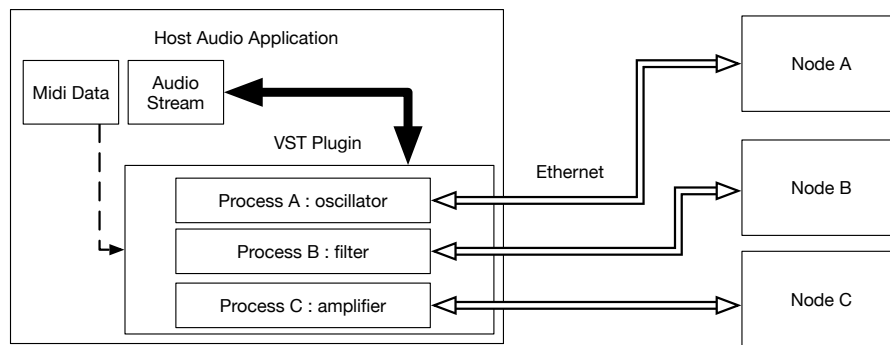 Host Audio Application
Midi Data
Audio
Stream
VST Plugin
Process A : oscillator
Process B : filter
Process C : amplifier
Ethernet
Node A
Node B
Node C